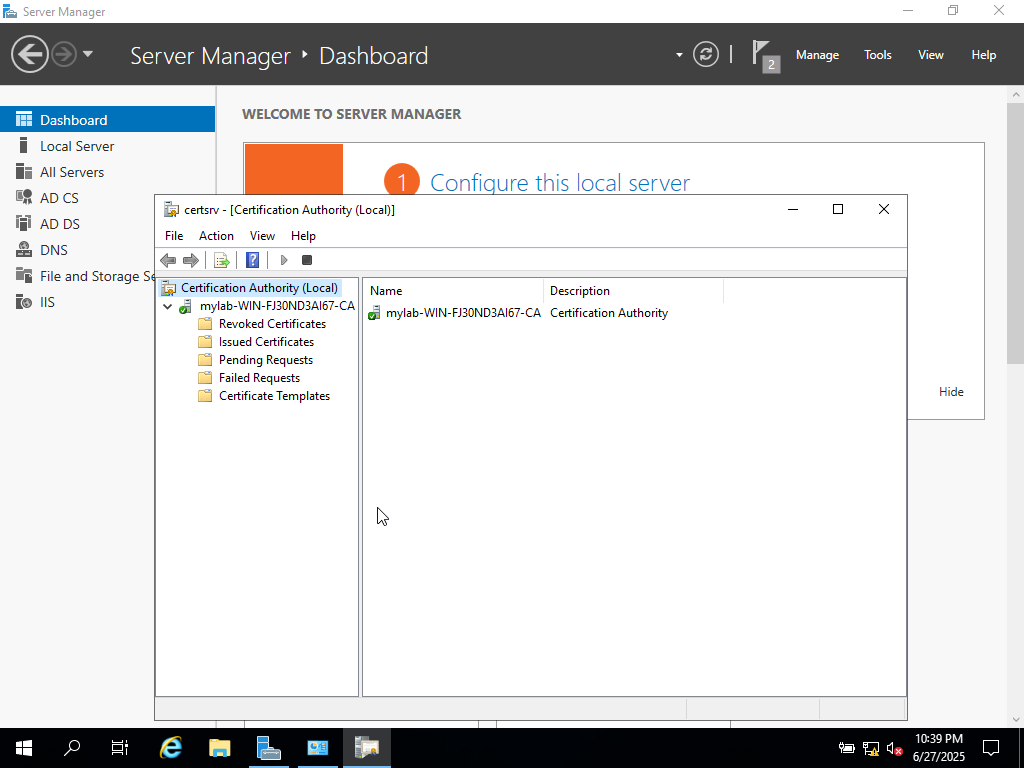 Server Manager
Server Manager ‣ Dashboard
2
Manage
Tools
View
Help
Dashboard
Local Server
All Servers
AD CS
AD DS
DNS
File and Storage Se
IIS
WELCOME TO SERVER MANAGER
1 Configure this local server
Hide
certsrv - [Certification Authority (Local)]
File
Action
View
Help
Certification Authority (Local)
mylab-WIN-FJ30ND3AI67-CA
Revoked Certificates
Issued Certificates
Pending Requests
Failed Requests
Certificate Templates
Name
Description
mylab-WIN-FJ30ND3AI67-CA
Certification Authority
10:39 PM
6/27/2025